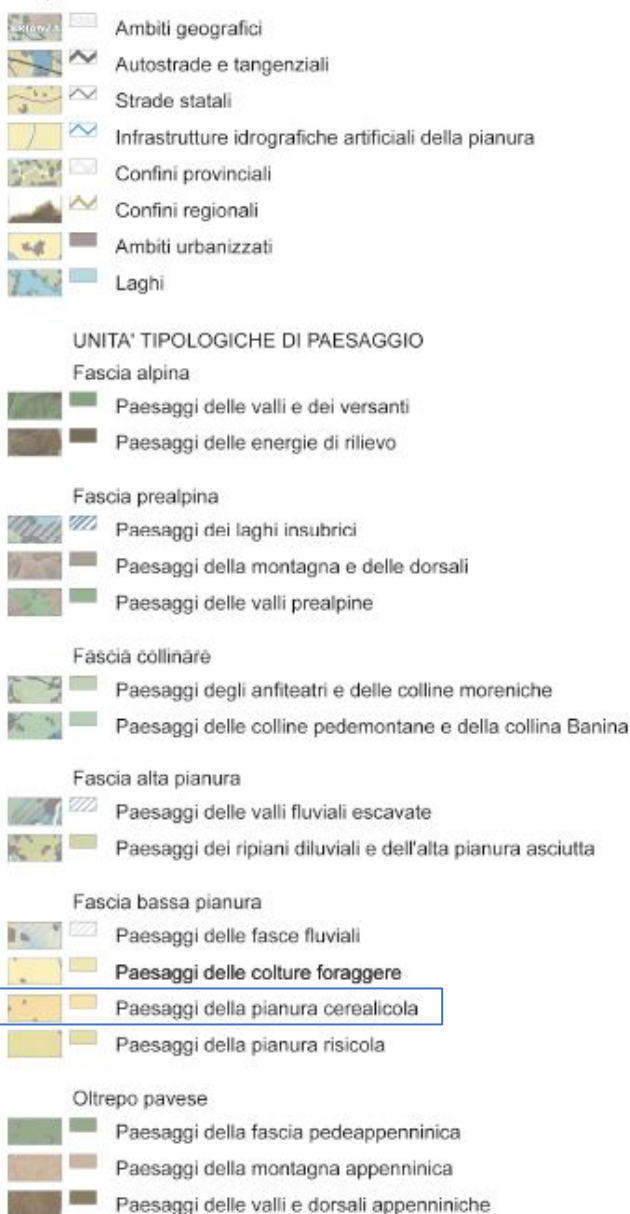 Ambiti geografici
Autostrade e tangenziali
Strade statali
Infrastrutture idrografiche artificiali della pianura
Confini provinciali
Confini regionali
Ambiti urbanizzati
Laghi
UNITA' TIPOLOGICHE DI PAESAGGIO
Fascia alpina
Paesaggi delle valli e dei versanti
Paesaggi delle energie di rilievo
Fascia prealpina
Paesaggi dei laghi insubrici
Paesaggi della montagna e delle dorsali
Paesaggi delle valli prealpine
Fascia collinare
Paesaggi degli anfiteatri e delle colline moreniche
Paesaggi delle colline pedemontane e della collina Banina
Fascia alta pianura
Paesaggi delle valli fluviali escavate
Paesaggi dei ripiani diluviali e dell'alta pianura asciutta
Fascia bassa pianura
Paesaggi delle fasce fluviali
Paesaggi delle colture foraggere
Paesaggi della pianura cerealicola
Paesaggi della pianura risicola
Oltrepo pavese
Paesaggi della fascia pedeappenninica
Paesaggi della montagna appenninica
Paesaggi delle valli e dorsali appenniniche